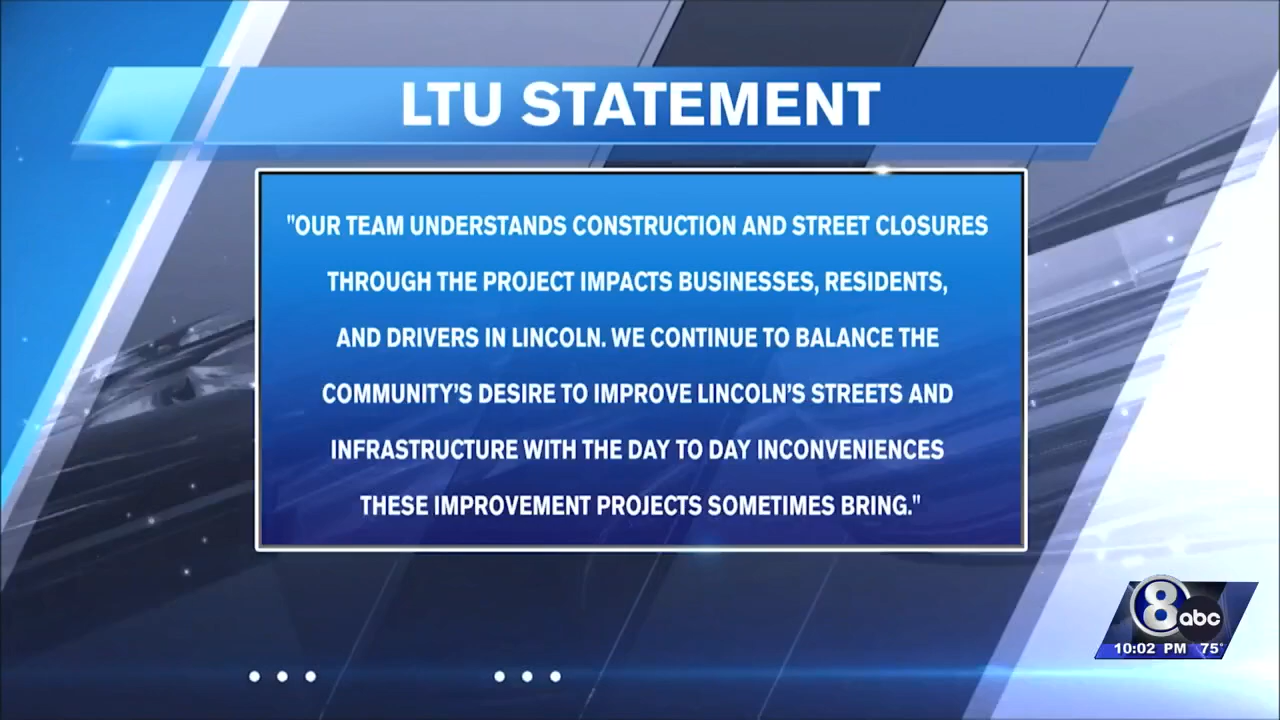 LTU STATEMENT
"OUR TEAM UNDERSTANDS CONSTRUCTION AND STREET CLOSURES
THROUGH THE PROJECT IMPACTS BUSINESSES, RESIDENTS,
AND DRIVERS IN LINCOLN. WE CONTINUE TO BALANCE THE
COMMUNITY’S DESIRE TO IMPROVE LINCOLN’S STREETS AND
INFRASTRUCTURE WITH THE DAY TO DAY INCONVENIENCES
THESE IMPROVEMENT PROJECTS SOMETIMES BRING."
8 abc
10:02 PM 75°